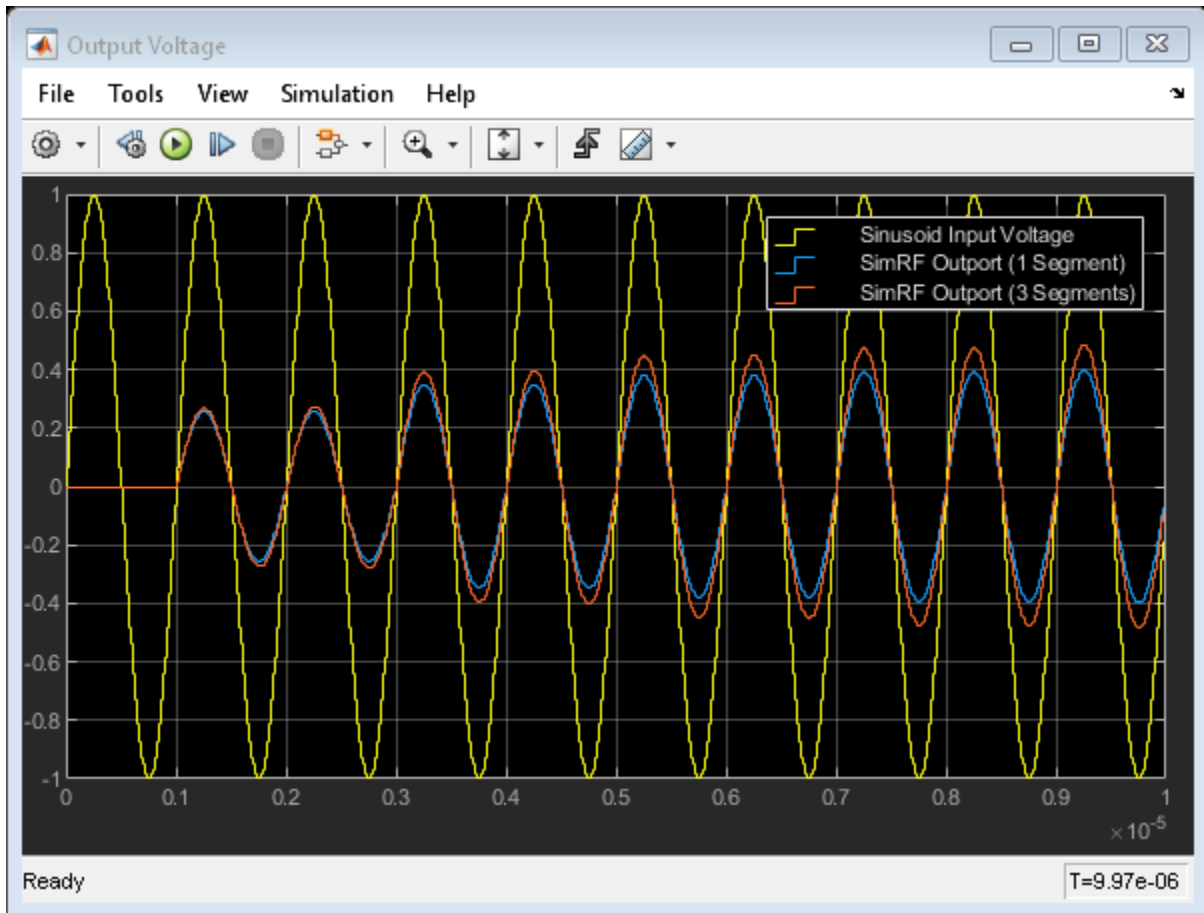 Output Voltage
File Tools View Simulation Help
1
0.8
0.6
0.4
0.2
0
-0.2
-0.4
-0.6
-0.8
-1
Sinusoid Input Voltage
SimRF Outport (1 Segment)
SimRF Outport (3 Segments)
0 0.1 0.2 0.3 0.4 0.5 0.6 0.7 0.8 0.9 1
×10^-5
Ready T=9.97e-06